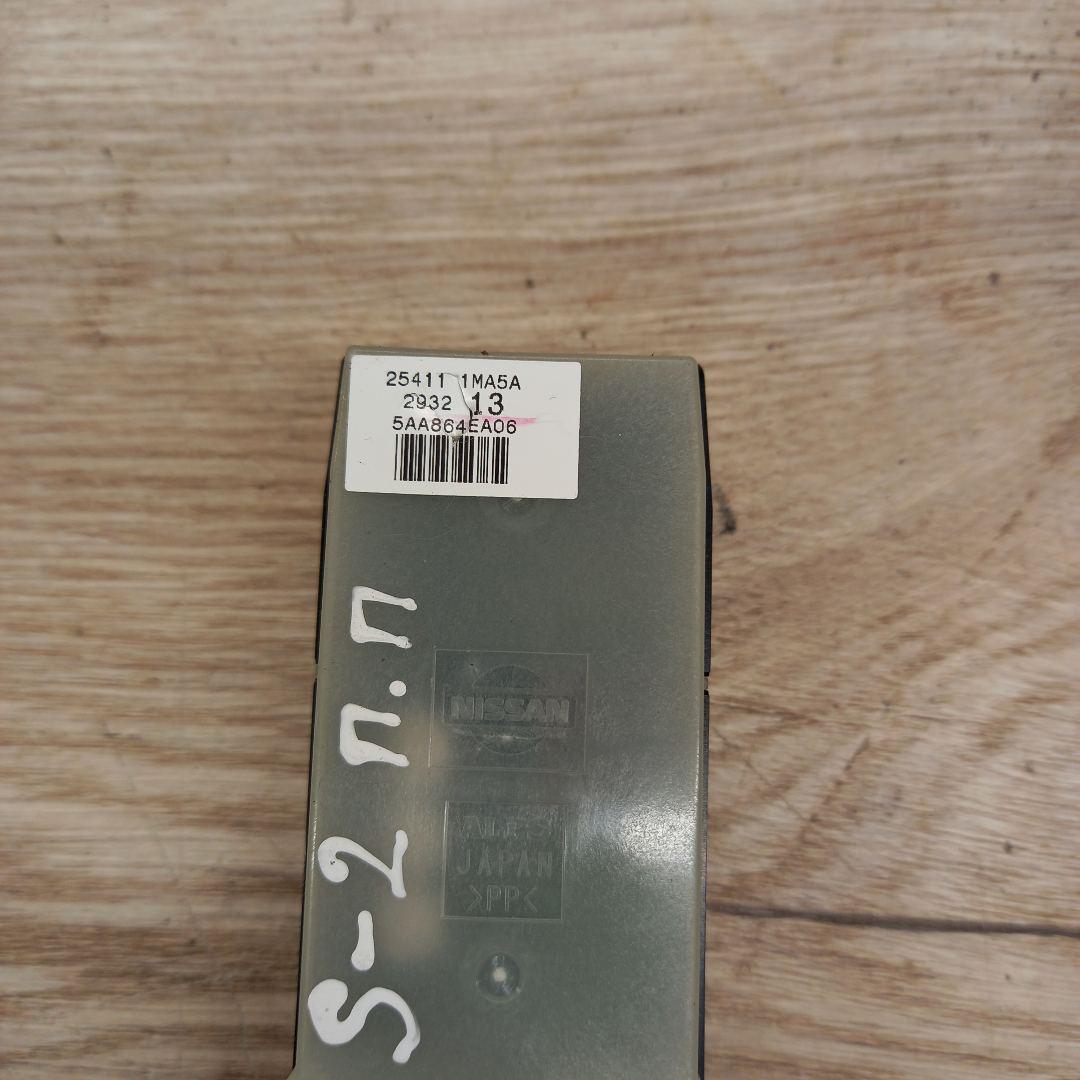 25411 1MA5A
2932 13
5AA864EA06
NISSAN
ALPS
JAPAN
>PP<
S-2 П.П